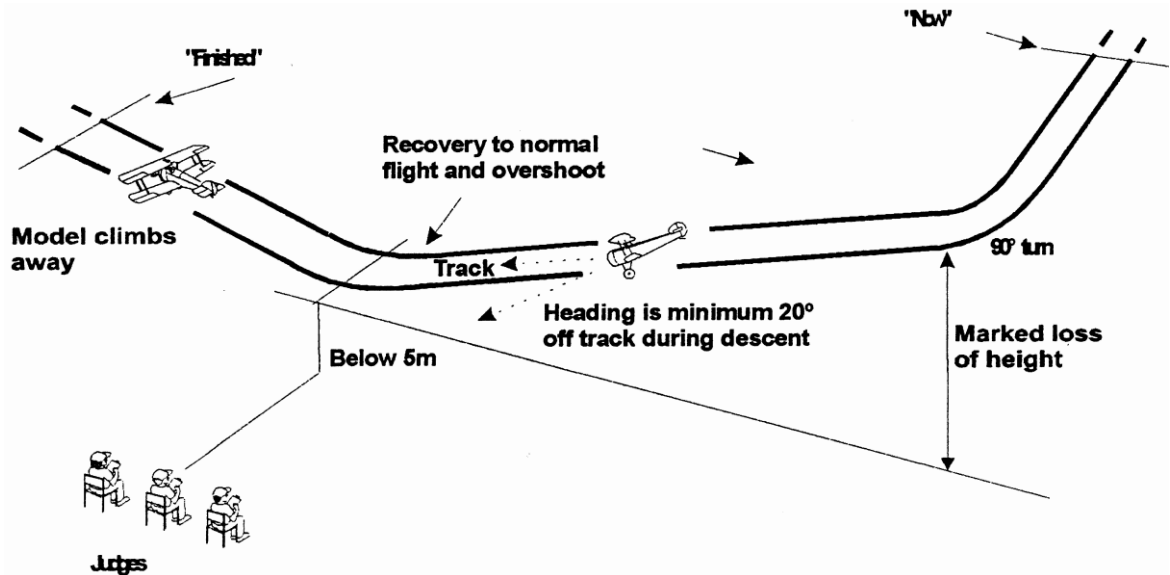 "Now"
"Finished"
Recovery to normal
flight and overshoot
Model climbs
away
Track
90° turn
Heading is minimum 20º
off track during descent
Marked loss
of height
Below 5m
Judges